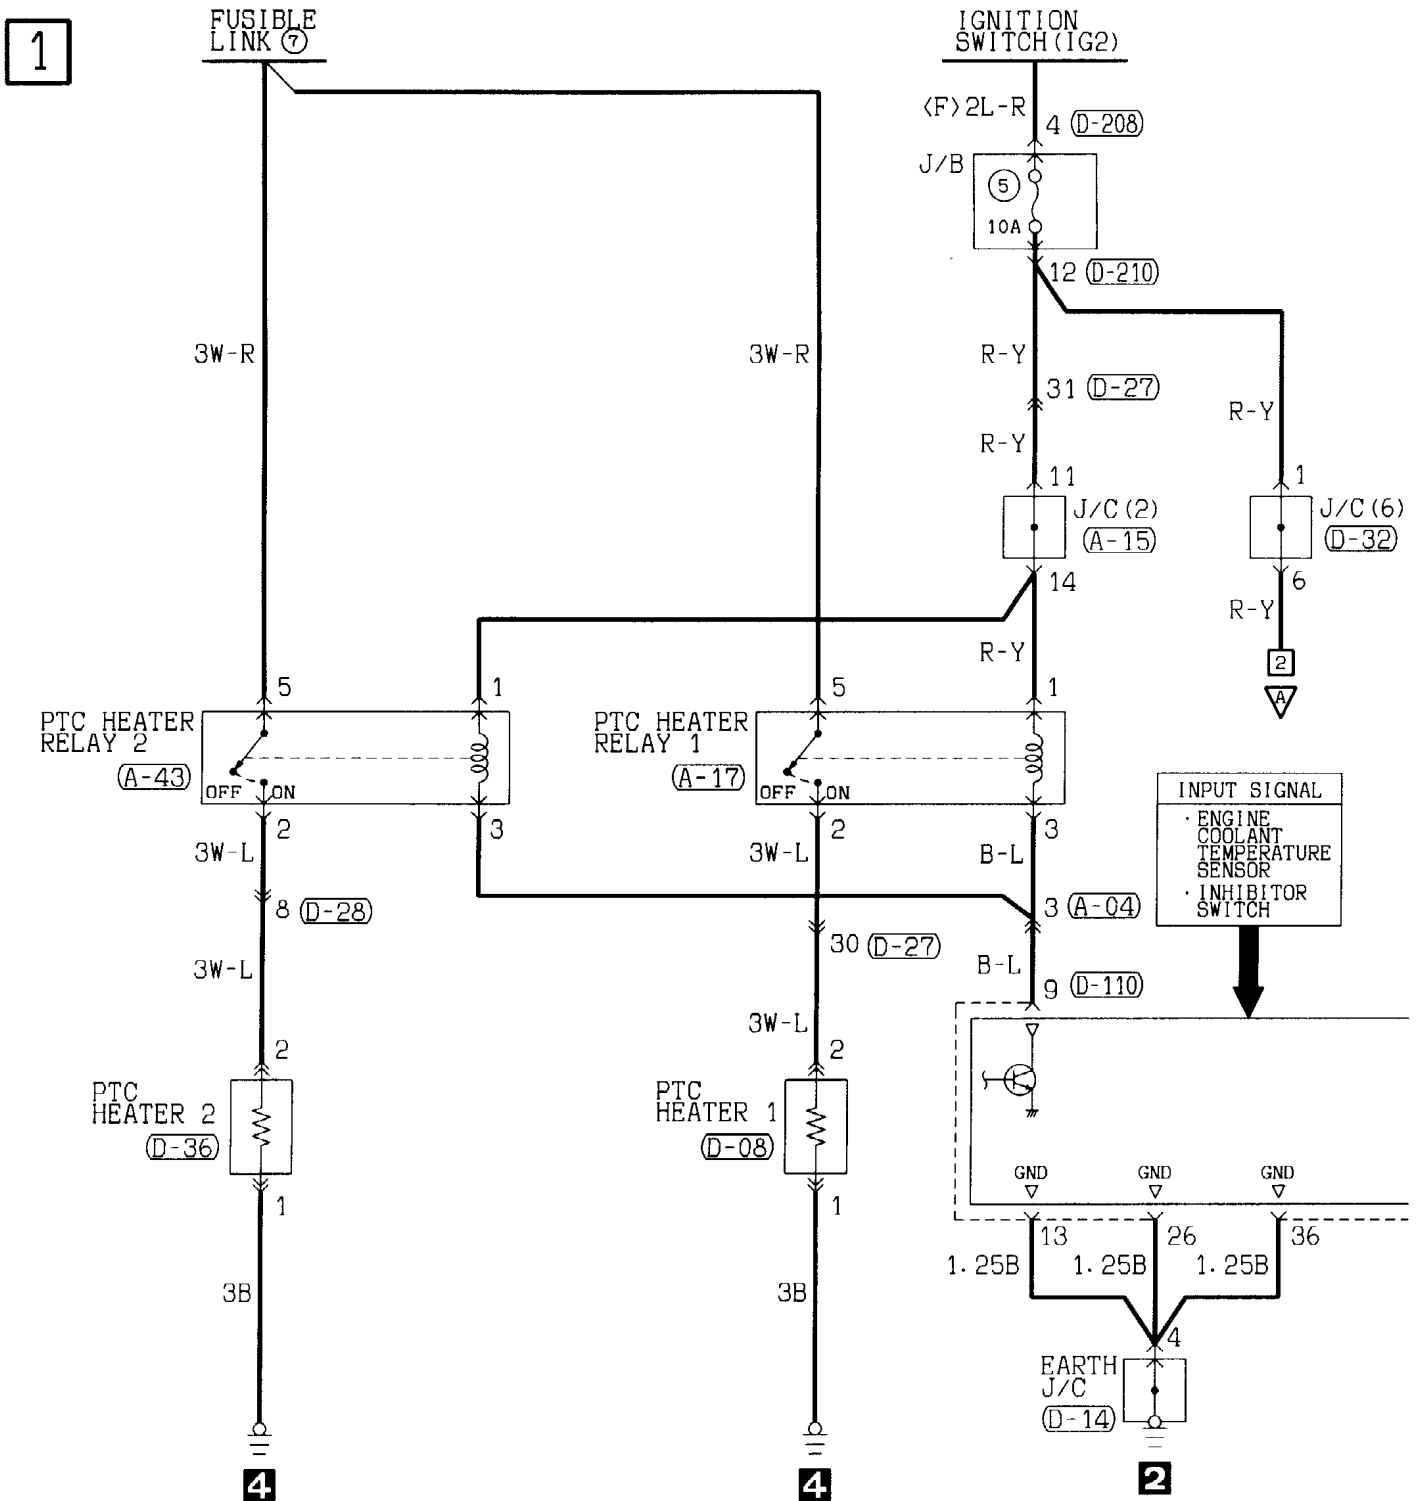 1
FUSIBLE
LINK ⑦
IGNITION
SWITCH(IG2)
〈F〉2L-R
4 (D-208)
J/B
⑤
10A
12 (D-210)
3W-R
3W-R
R-Y
31 (D-27)
R-Y
R-Y
11
1
J/C(2)
(A-15)
J/C(6)
(D-32)
14
6
R-Y
R-Y
2
A
5
1
5
1
PTC HEATER
RELAY 2
(A-43)
OFF
ON
PTC HEATER
RELAY 1
(A-17)
OFF
ON
INPUT SIGNAL
· ENGINE
COOLANT
TEMPERATURE
SENSOR
· INHIBITOR
SWITCH
2
3
2
3
3W-L
3W-L
B-L
8 (D-28)
3 (A-04)
30 (D-27)
3W-L
B-L
9 (D-110)
3W-L
2
2
PTC
HEATER 2
(D-36)
PTC
HEATER 1
(D-08)
GND
GND
GND
1
1
13
26
36
1.25B
1.25B
1.25B
3B
3B
4
EARTH
J/C
(D-14)
4
4
2